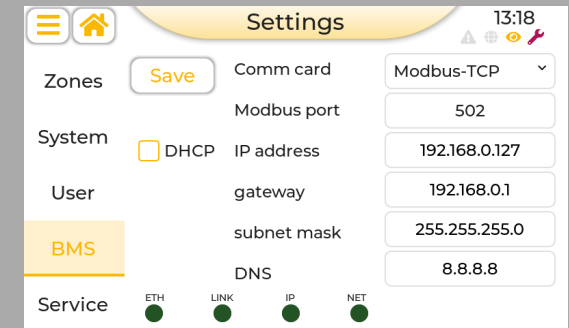 Settings
13:18
Zones
System
User
BMS
Service
Save
DHCP
Comm card Modbus-TCP
Modbus port 502
IP address 192.168.0.127
gateway 192.168.0.1
subnet mask 255.255.255.0
DNS 8.8.8.8
ETH LINK IP NET